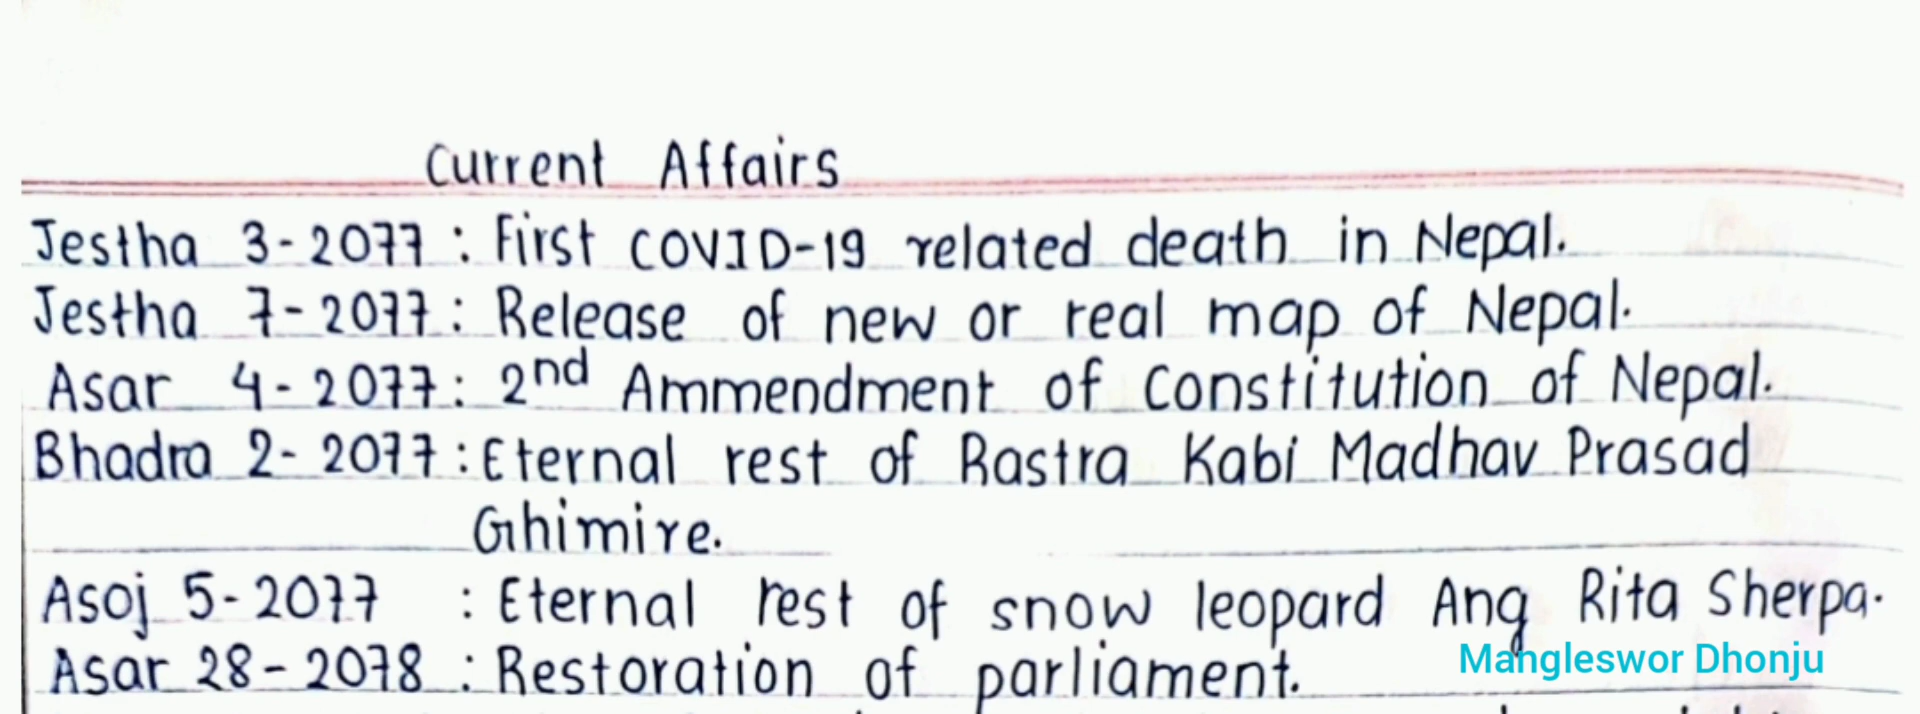 Current Affairs
Jestha 3-2077 : First COVID-19 related death in Nepal.
Jestha 7-2077 : Release of new or real map of Nepal.
Asar 4-2077 : 2nd Ammendment of Constitution of Nepal.
Bhadra 2-2077 : Eternal rest of Rastra Kabi Madhav Prasad
Ghimire.
Asoj 5-2077 : Eternal rest of snow leopard Ang Rita Sherpa.
Mangleswor Dhonju
Asar 28-2078 : Restoration of parliament.